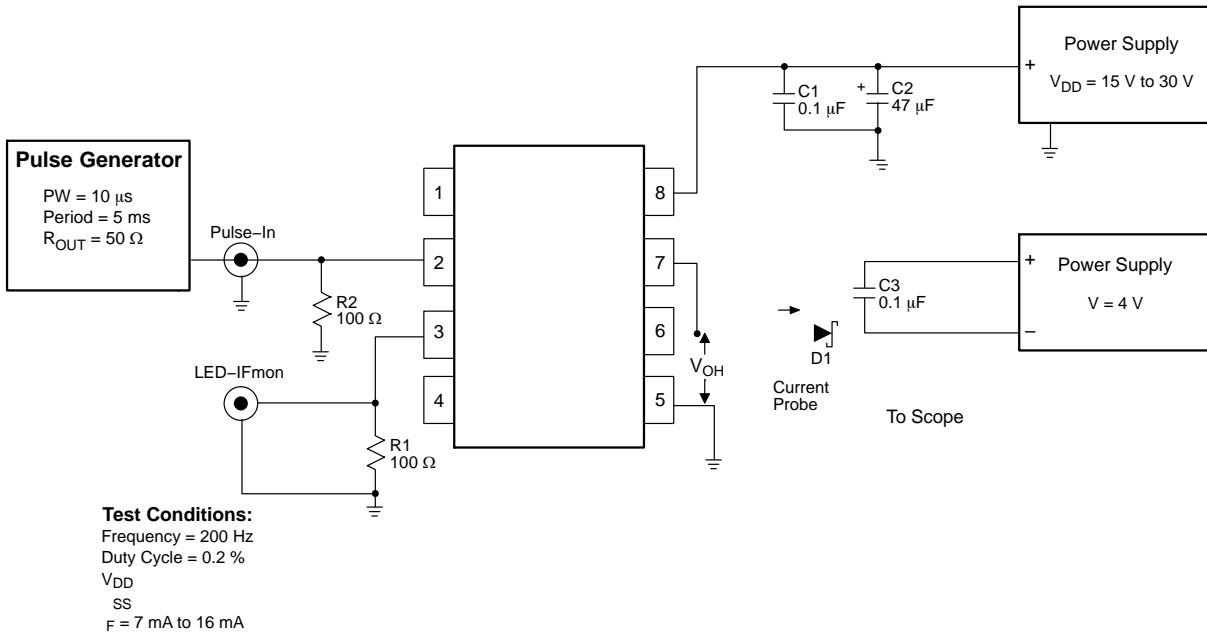 Power Supply
+
V_DD = 15 V to 30 V
C1
0.1 μF
+
C2
47 μF
Pulse Generator
PW = 10 μs
Period = 5 ms
R_OUT = 50 Ω
Pulse–In
1
8
2
7
R2
100 Ω
+
Power Supply
V = 4 V
–
C3
0.1 μF
3
6
D1
V_OH
LED–IFmon
4
5
Current
Probe
To Scope
R1
100 Ω
Test Conditions:
Frequency = 200 Hz
Duty Cycle = 0.2 %
V_DD
SS
F = 7 mA to 16 mA